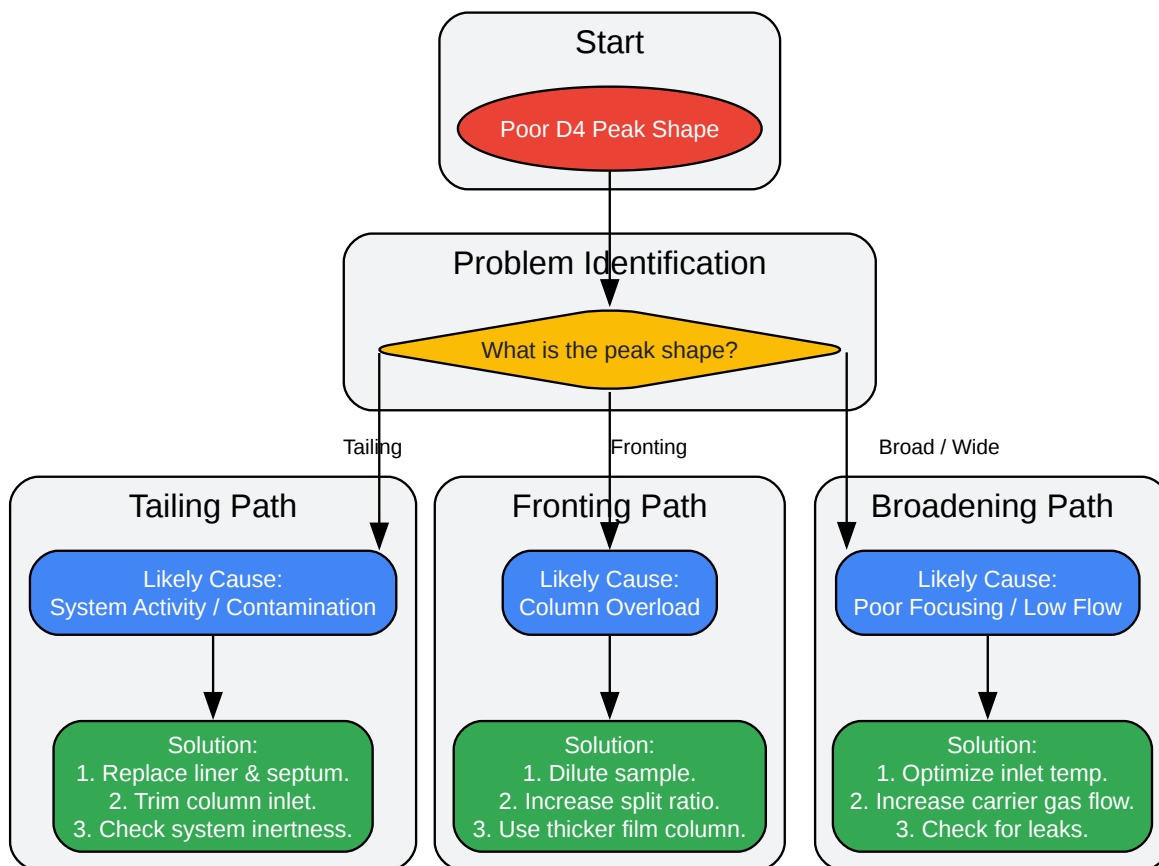 Start
Poor D4 Peak Shape
Problem Identification
What is the peak shape?
Tailing
Fronting
Broad / Wide
Tailing Path
Likely Cause:
System Activity / Contamination
Solution:
1. Replace liner & septum.
2. Trim column inlet.
3. Check system inertness.
Fronting Path
Likely Cause:
Column Overload
Solution:
1. Dilute sample.
2. Increase split ratio.
3. Use thicker film column.
Broadening Path
Likely Cause:
Poor Focusing / Low Flow
Solution:
1. Optimize inlet temp.
2. Increase carrier gas flow.
3. Check for leaks.